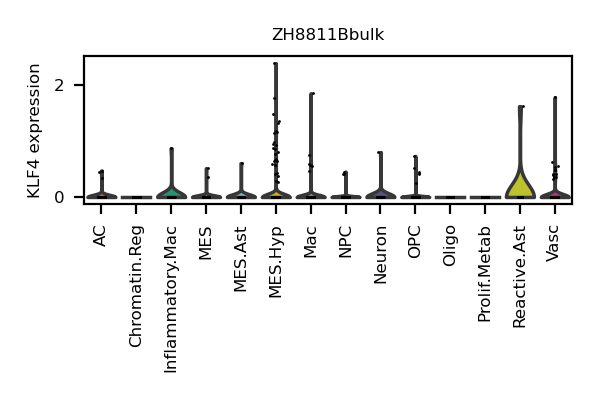 ZH8811Bbulk
KLF4 expression
2
0
AC
Chromatin.Reg
Inflammatory.Mac
MES
MES.Ast
MES.Hyp
Mac
NPC
Neuron
OPC
Oligo
Prolif.Metab
Reactive.Ast
Vasc